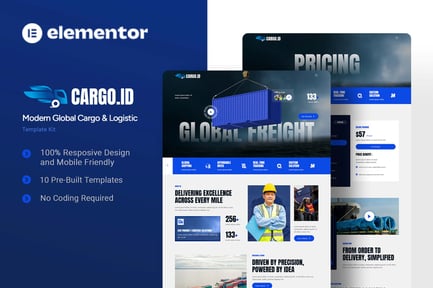 elementor
CARGO.ID
Modern Global Cargo & Logistic
Template Kit
100% Resposive Design
and Mobile Friendly
10 Pre-Built Templates
No Coding Required
CARGO.ID
133
GLOBAL FREIGHT
DELIVERING EXCELLENCE
ACROSS EVERY MILE
256+
133+
DRIVEN BY PRECISION,
POWERED BY IDEA
CARGO.ID
PRICING
$57
FROM ORDER TO
DELIVERY, SIMPLIFIED